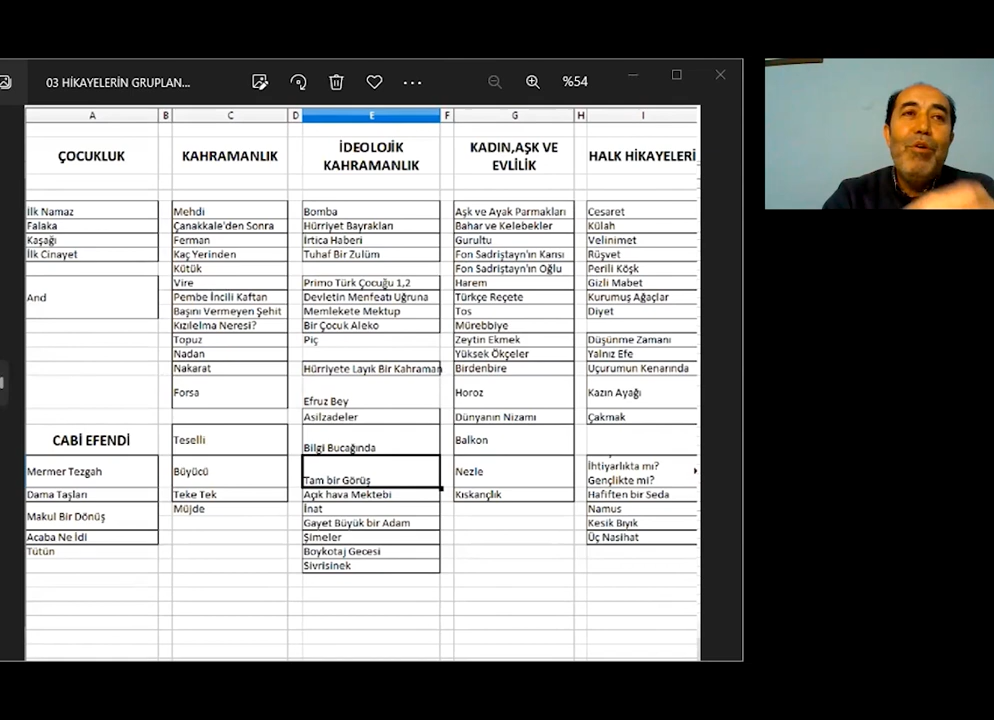 03 HİKAYELERİN GRUPLAN...
%54
A B C D E F G H I
ÇOCUKLUK
İlk Namaz
Falaka
Kaşağı
İlk Cinayet
And
CABİ EFENDİ
Mermer Tezgah
Dama Taşları
Makul Bir Dönüş
Acaba Ne İdi
Tütün
KAHRAMANLIK
Mehdi
Çanakkale'den Sonra
Ferman
Kaç Yerinden
Kütük
Vire
Pembe İncili Kaftan
Başını Vermeyen Şehit
Kızılelma Neresi?
Topuz
Nadan
Nakarat
Forsa
Teselli
Büyücü
Teke Tek
Müjde
İDEOLOJİK
KAHRAMANLIK
Bomba
Hürriyet Bayrakları
İrtica Haberi
Tuhaf Bir Zulüm
Primo Türk Çocuğu 1,2
Devletin Menfeatı Uğruna
Memlekete Mektup
Bir Çocuk Aleko
Piç
Hürriyete Layık Bir Kahraman
Efruz Bey
Asilzadeler
Bilgi Bucağında
Tam bir Görüş
Açık hava Mektebi
İnat
Gayet Büyük bir Adam
Şimeler
Boykotaj Gecesi
Sivrisinek
KADIN,AŞK VE
EVLİLİK
Aşk ve Ayak Parmakları
Bahar ve Kelebekler
Gurultu
Fon Sadriştayn'ın Karısı
Fon Sadriştayn'ın Oğlu
Harem
Türkçe Reçete
Tos
Mürebbiye
Zeytin Ekmek
Yüksek Ökçeler
Birdenbire
Horoz
Dünyanın Nizamı
Balkon
Nezle
Kıskançlık
HALK HİKAYELERİ
Cesaret
Külah
Velinimet
Rüşvet
Perili Köşk
Gizli Mabet
Kurumuş Ağaçlar
Diyet
Düşünme Zamanı
Yalnız Efe
Uçurumun Kenarında
Kazın Ayağı
Çakmak
İhtiyarlıkta mı?
Gençlikte mi?
Hafiften bir Seda
Namus
Kesik Bıyık
Üç Nasihat